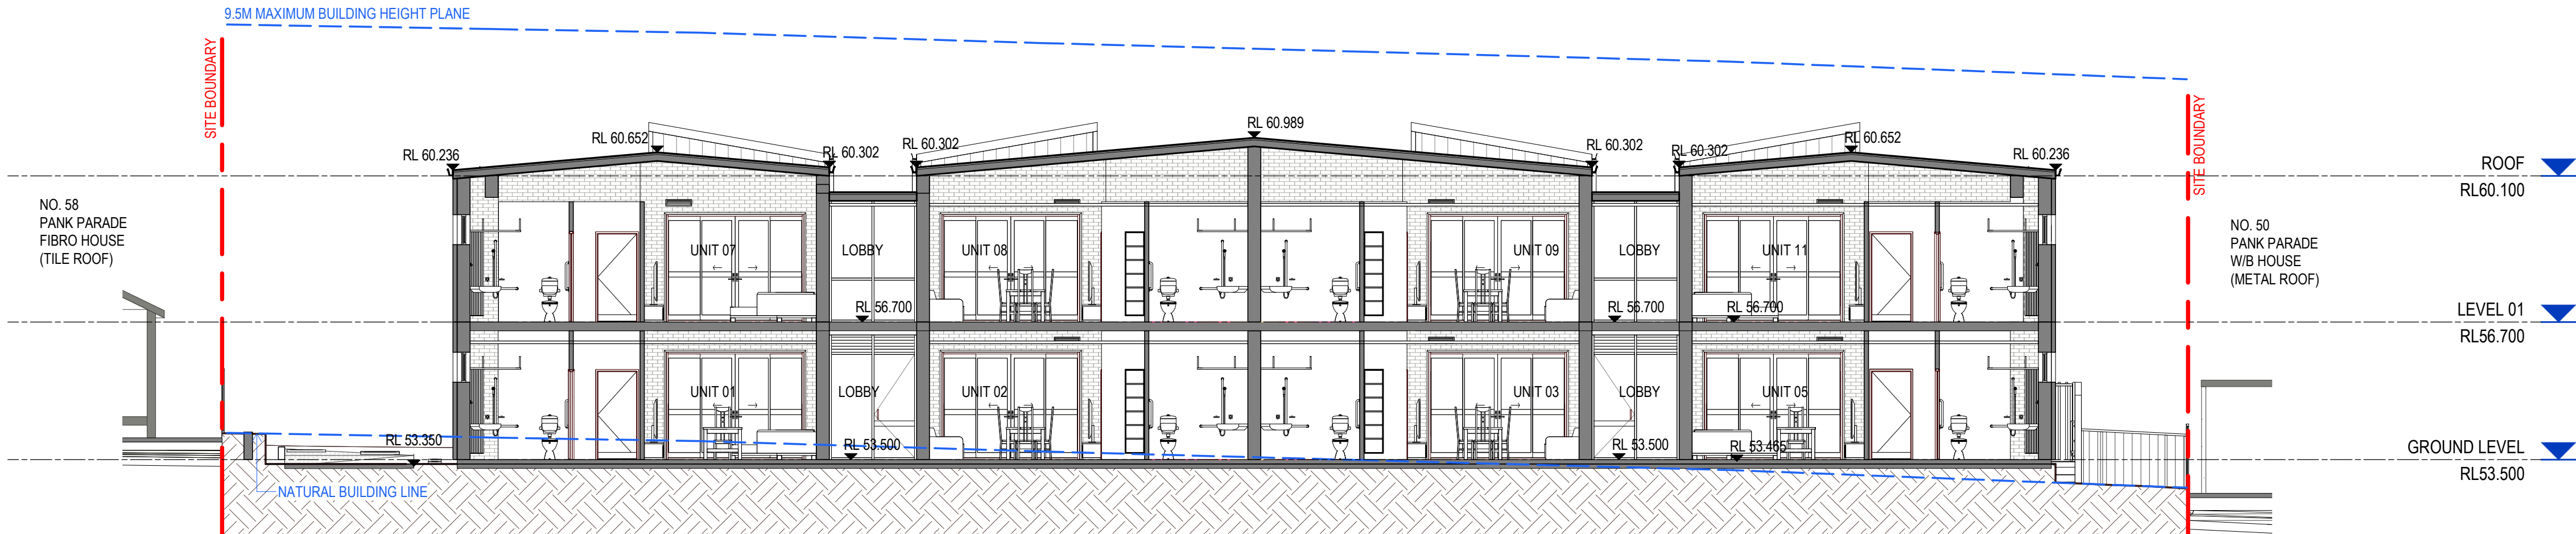 9.5M MAXIMUM BUILDING HEIGHT PLANE
SITE BOUNDARY
SITE BOUNDARY
RL 60.236
RL 60.652
RL 60.302
RL 60.302
RL 60.989
RL 60.302
RL 60.302
RL 60.652
RL 60.236
ROOF
RL60.100
NO. 58
PANK PARADE
FIBRO HOUSE
(TILE ROOF)
NO. 50
PANK PARADE
W/B HOUSE
(METAL ROOF)
UNIT 07
LOBBY
UNIT 08
UNIT 09
LOBBY
UNIT 11
RL 56.700
RL 56.700
RL 56.700
LEVEL 01
RL56.700
UNIT 01
LOBBY
UNIT 02
UNIT 03
LOBBY
UNIT 05
RL 53.350
RL 53.500
RL 53.500
RL 53.465
GROUND LEVEL
RL53.500
NATURAL BUILDING LINE